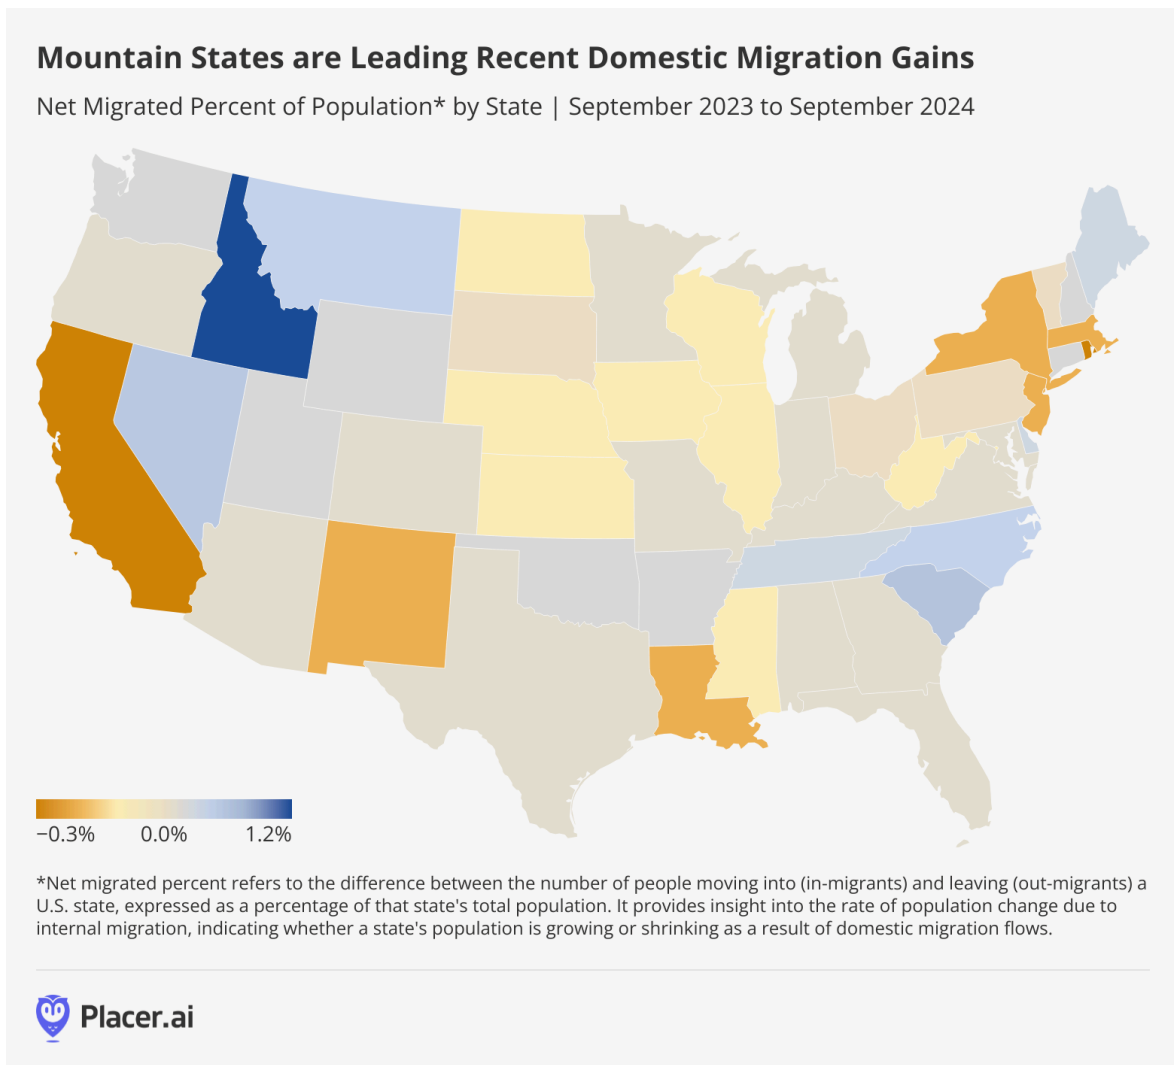 Mountain States are Leading Recent Domestic Migration Gains
Net Migrated Percent of Population* by State | September 2023 to September 2024
−0.3% 0.0% 1.2%
*Net migrated percent refers to the difference between the number of people moving into (in-migrants) and leaving (out-migrants) a
U.S. state, expressed as a percentage of that state's total population. It provides insight into the rate of population change due to
internal migration, indicating whether a state's population is growing or shrinking as a result of domestic migration flows.
Placer.ai